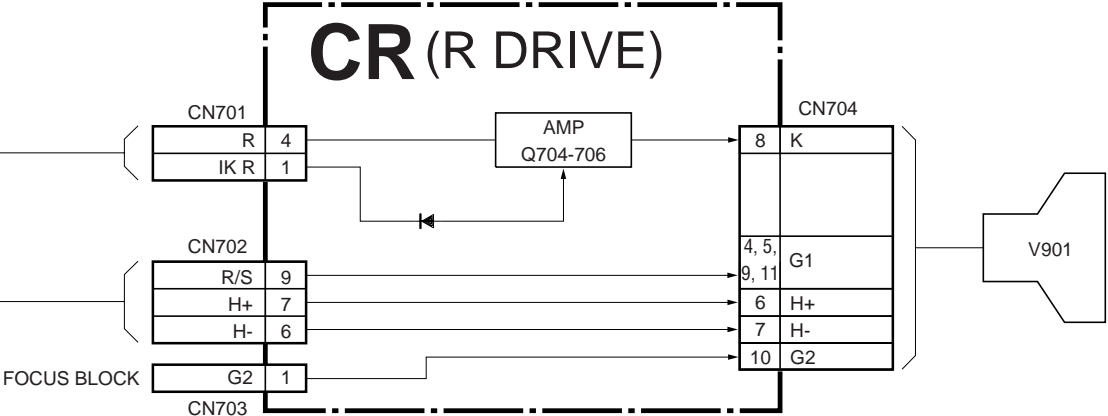 CR (R DRIVE)
CN701
R 4
IK R 1
AMP
Q704-706
CN704
8 K
CN702
R/S 9
H+ 7
H- 6
4, 5,
9, 11
G1
6 H+
7 H-
10 G2
V901
FOCUS BLOCK
G2 1
CN703